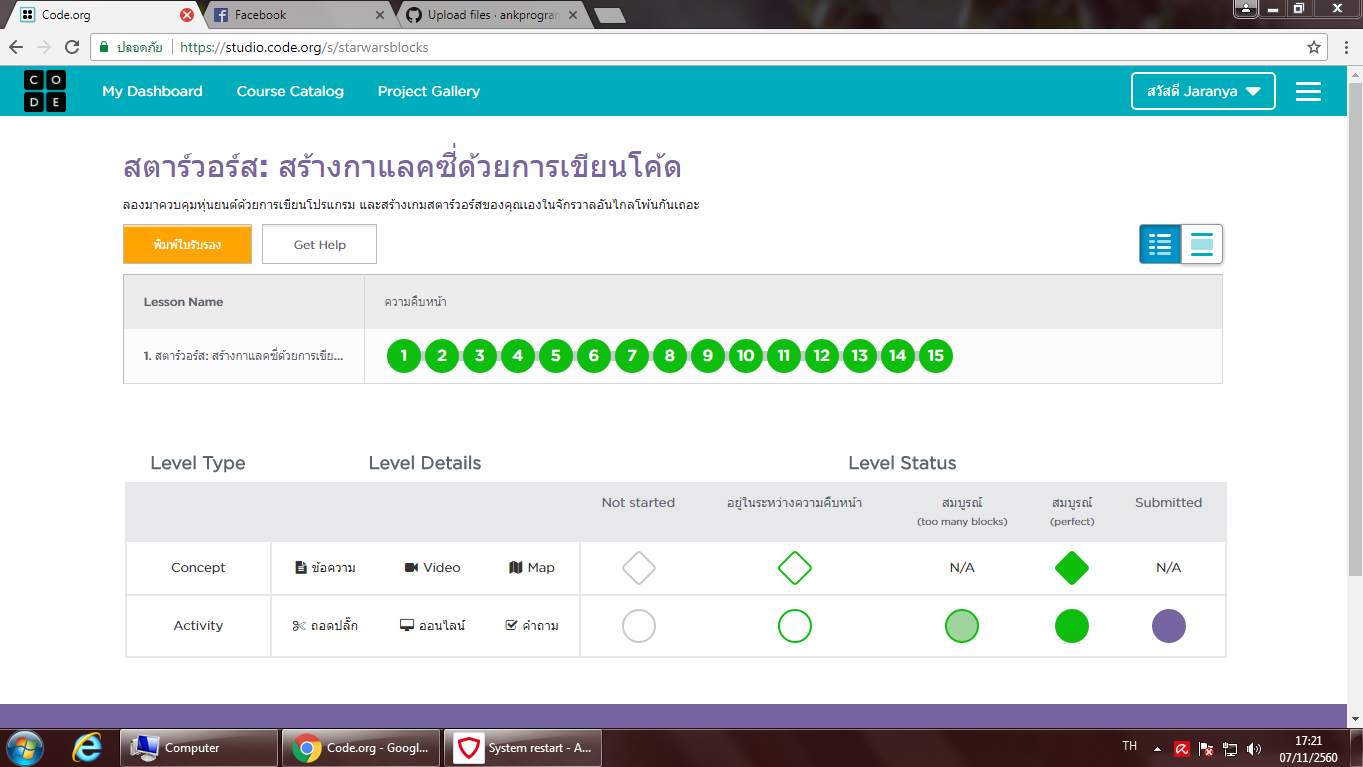 Code.org
Facebook
Upload files · ankprogran
ปลอดภัย
https://studio.code.org/s/starwarsblocks
CODE
My Dashboard
Course Catalog
Project Gallery
สวัสดี Jaranya
สตาร์วอร์ส: สร้างกาแลคซี่ด้วยการเขียนโค้ด
ลองมาควบคุมหุ่นยนต์ด้วยการเขียนโปรแกรม และสร้างเกมสตาร์วอร์สของคุณเองในจักรวาลอันไกลโพ้นกันเถอะ
พิมพ์ใบรับรอง
Get Help
Lesson Name
ความคืบหน้า
1. สตาร์วอร์ส: สร้างกาแลคซี่ด้วยการเขีย...
1 2 3 4 5 6 7 8 9 10 11 12 13 14 15
Level Type
Level Details
Level Status
Not started
อยู่ในระหว่างความคืบหน้า
สมบูรณ์
(too many blocks)
สมบูรณ์
(perfect)
Submitted
Concept
ข้อความ
Video
Map
N/A
N/A
Activity
ถอดปลั๊ก
ออนไลน์
คำถาม
Computer
Code.org - Googl...
System restart - A...
TH
17:21
07/11/2560